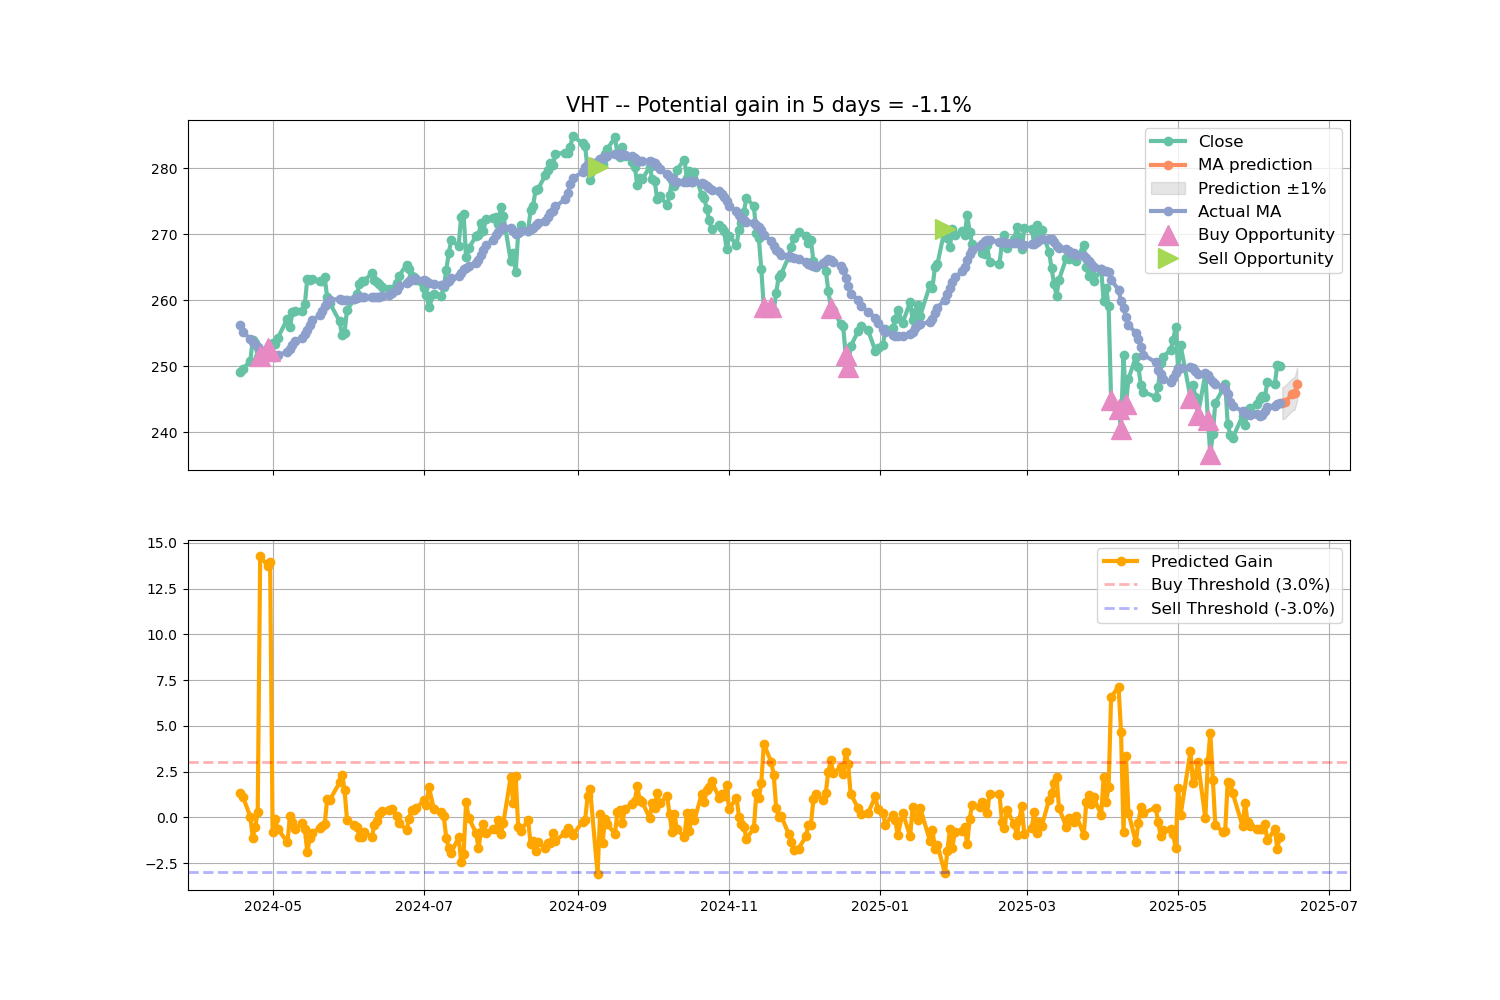 VHT -- Potential gain in 5 days = -1.1%
280
270
260
250
240
Close
MA prediction
Prediction ±1%
Actual MA
Buy Opportunity
Sell Opportunity
15.0
12.5
10.0
7.5
5.0
2.5
0.0
−2.5
Predicted Gain
Buy Threshold (3.0%)
Sell Threshold (-3.0%)
2024-05
2024-07
2024-09
2024-11
2025-01
2025-03
2025-05
2025-07